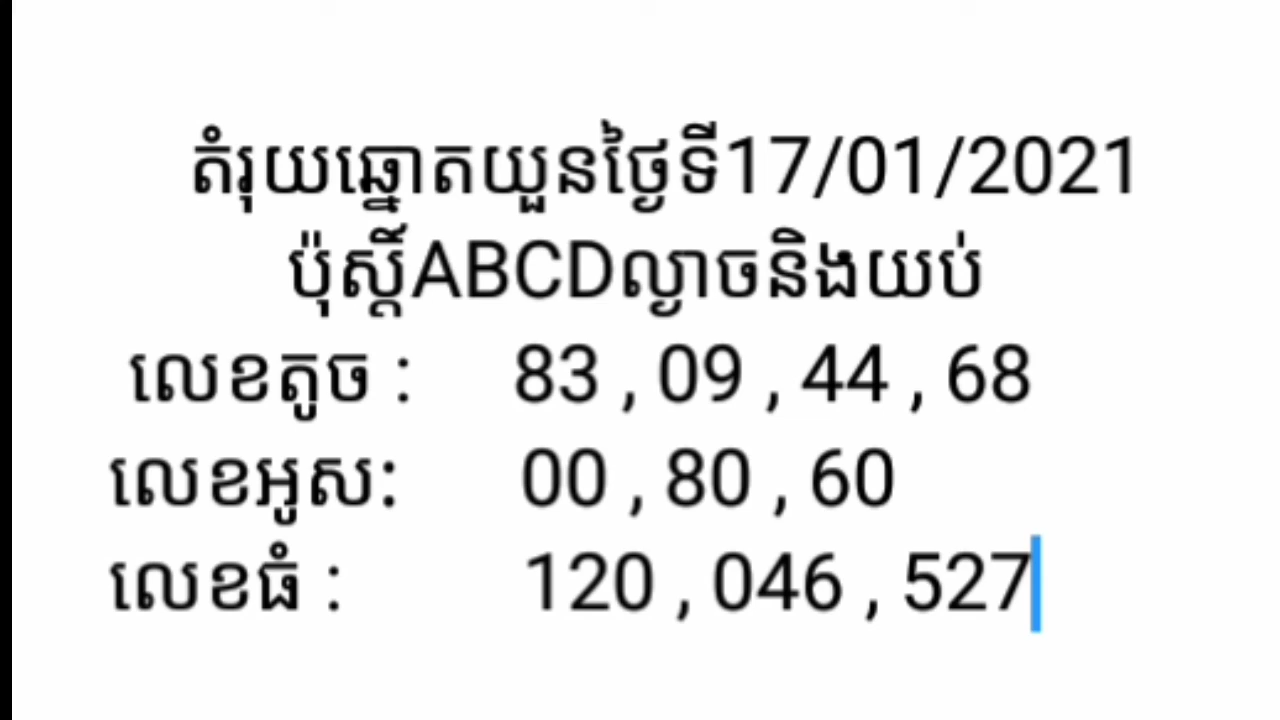 តំរុយឆ្នោតយួនថ្ងៃទី17/01/2021
ប៉ុស្តិ៍ABCDល្ងាចនិងយប់
លេខតូច : 83 , 09 , 44 , 68
លេខអូស: 00 , 80 , 60
លេខធំ : 120 , 046 , 527